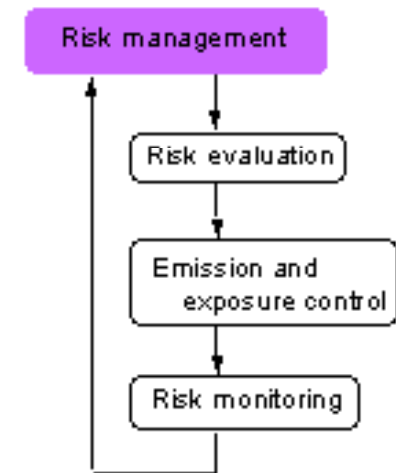 Risk management
Risk evaluation
Emission and
exposure control
Risk monitoring